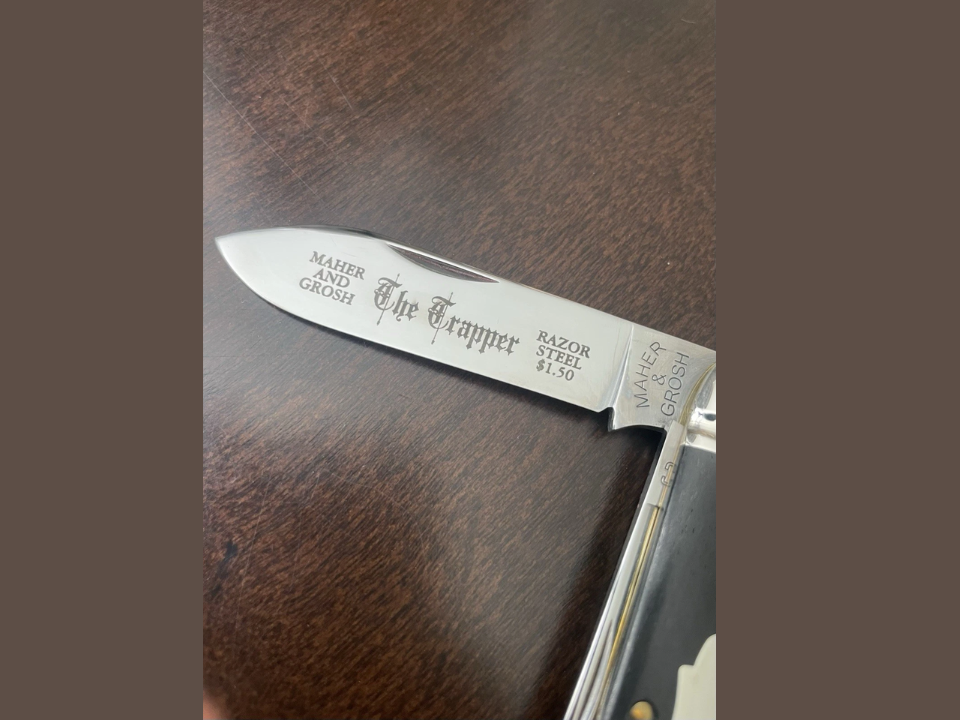 MAHER
AND
GROSH
The Trapper
RAZOR
STEEL
$1.50
MAHER
&
GROSH